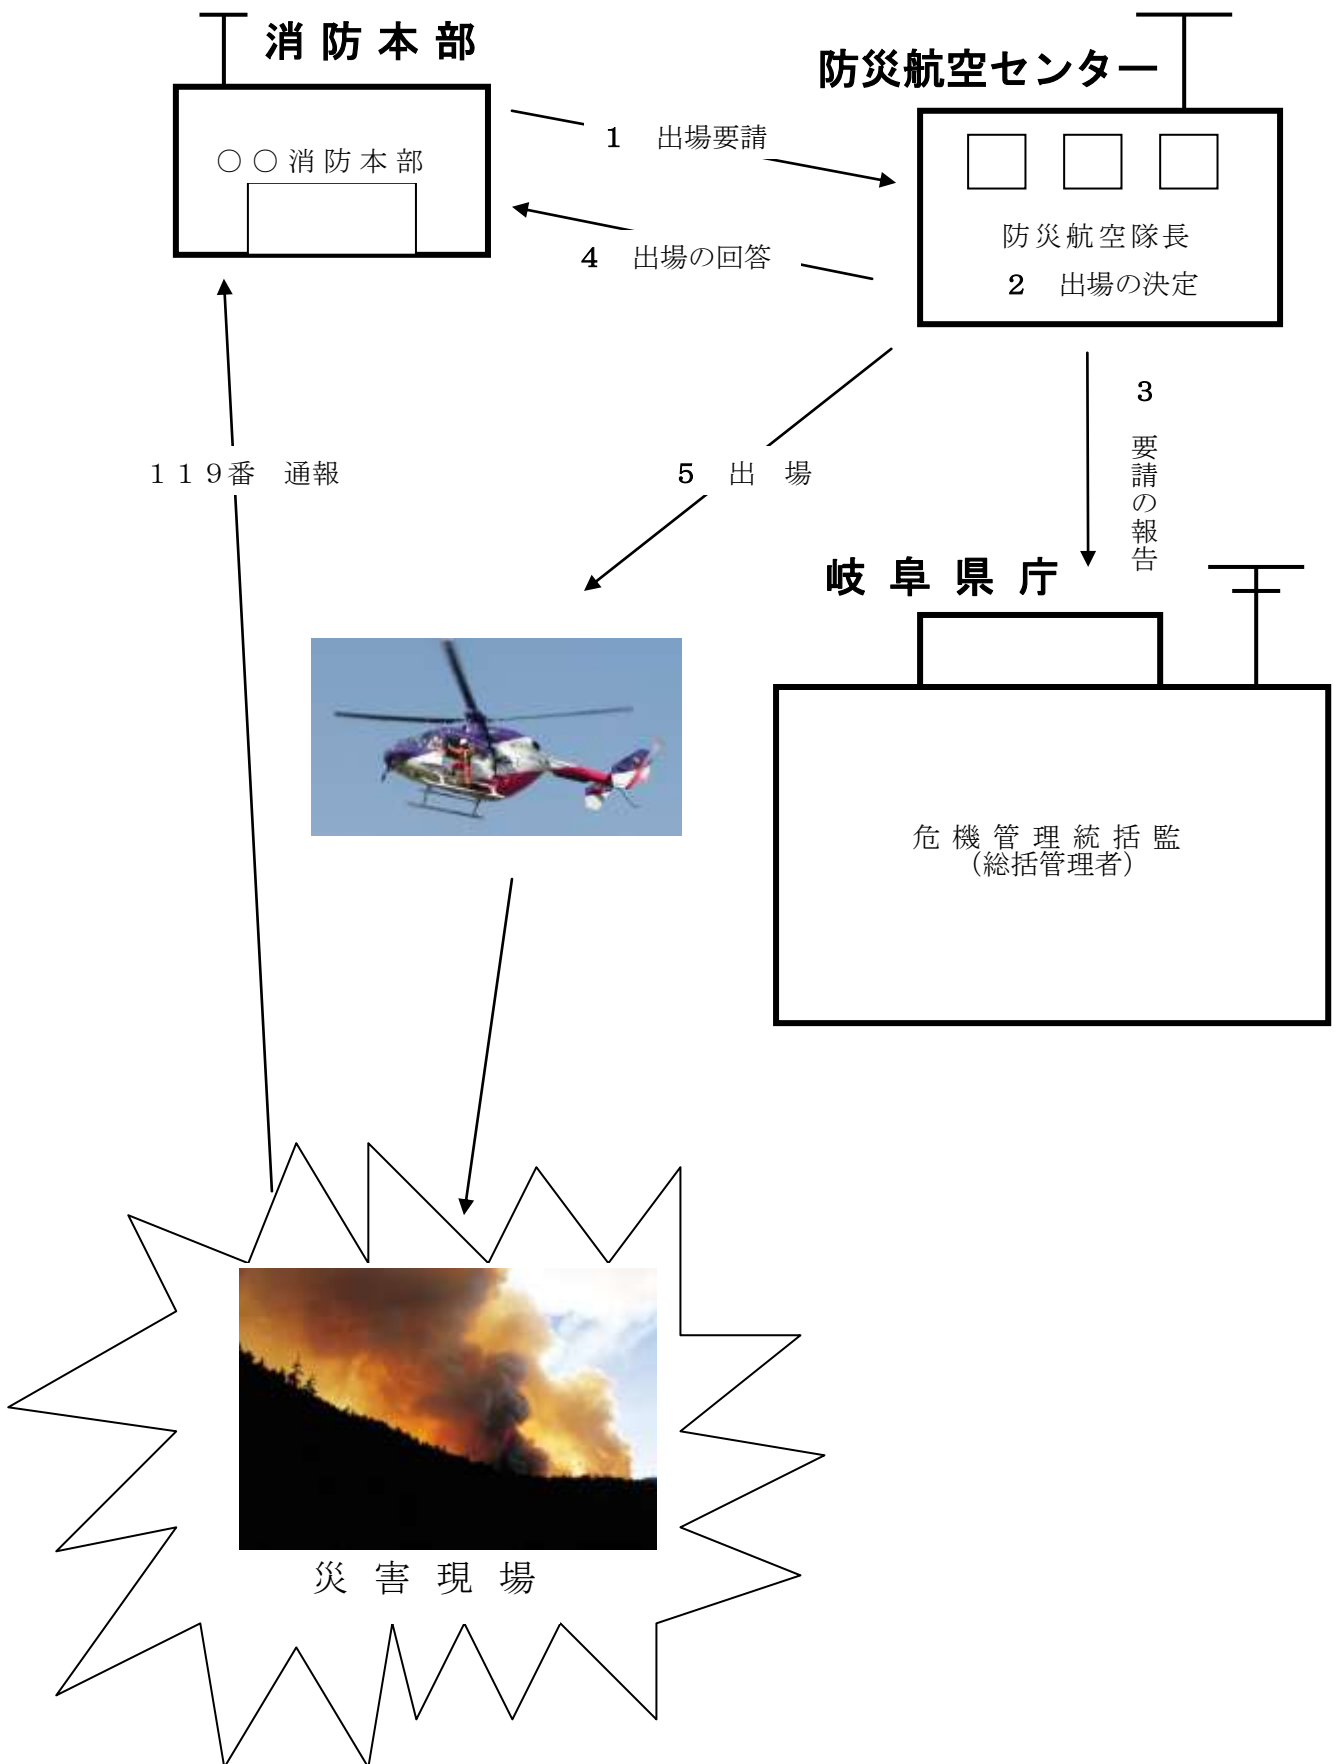 消防本部
防災航空センター
○○消防本部
1　出場要請
4　出場の回答
防災航空隊長
2　出場の決定
3　要請の報告
１１９番　通報
5　出　場
岐阜県庁
危機管理統括監
（総括管理者）
災害現場